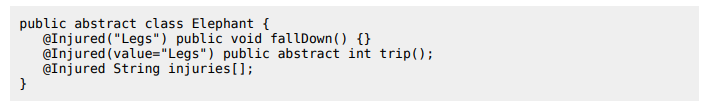 public abstract class Elephant {
   @Injured("Legs") public void fallDown() {}
   @Injured(value="Legs") public abstract int trip();
   @Injured String injuries[];
}